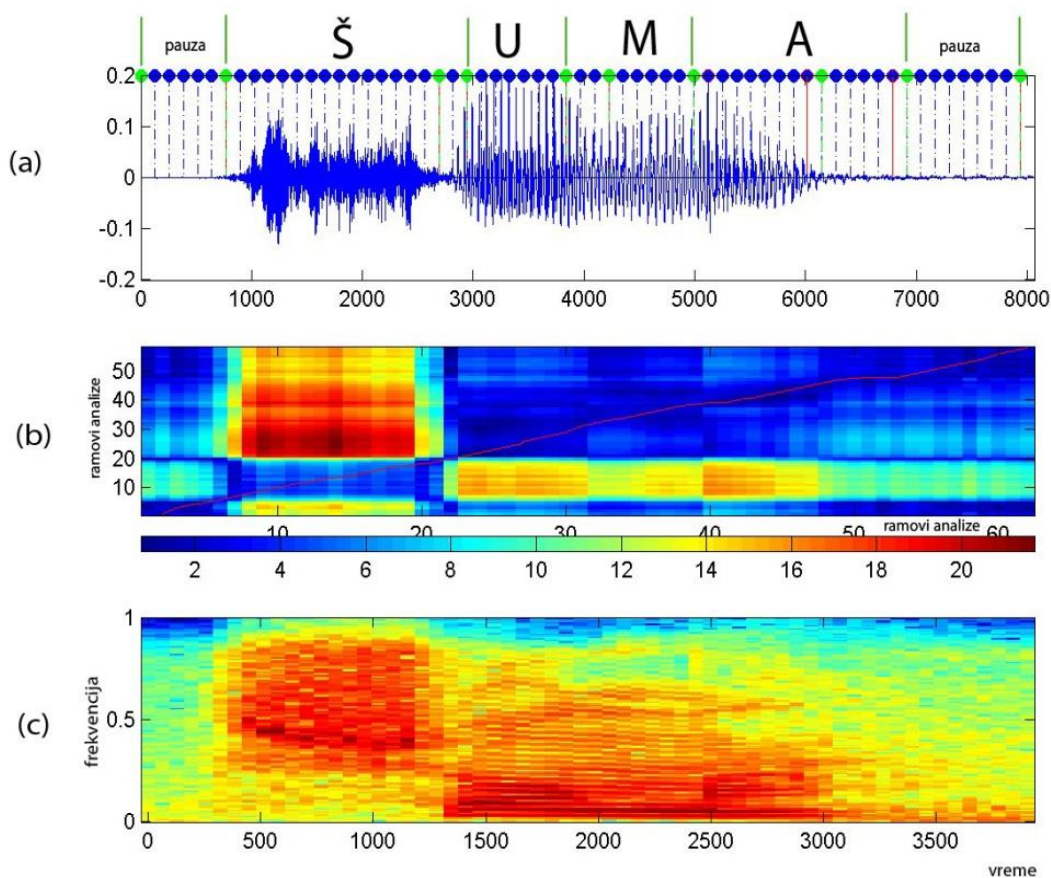 pauza Š U M A pauza
(a)
0.2
0.1
0
-0.1
-0.2
0 1000 2000 3000 4000 5000 6000 7000 8000
(b)
ramovi analize
50
40
30
20
10
10 20 30 40 50 60
ramovi analize
2 4 6 8 10 12 14 16 18 20
(c)
frekvencija
1
0.5
0
0 500 1000 1500 2000 2500 3000 3500
vreme